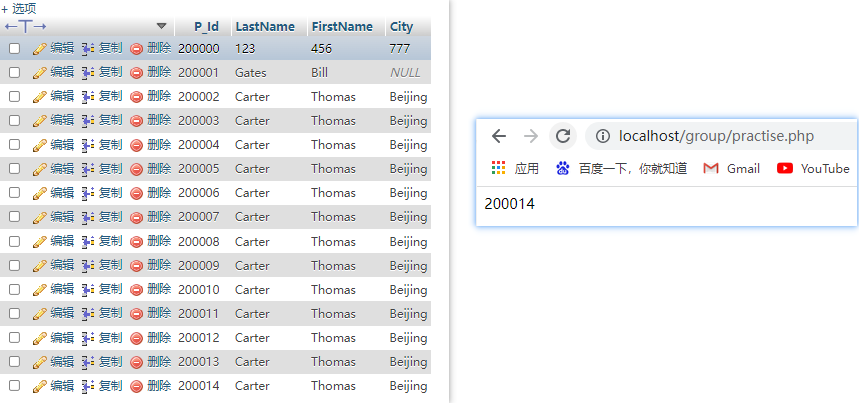 + 选项
←T→ P_Id LastName FirstName City
编辑 复制 删除 200000 123 456 777
编辑 复制 删除 200001 Gates Bill NULL
编辑 复制 删除 200002 Carter Thomas Beijing
编辑 复制 删除 200003 Carter Thomas Beijing
编辑 复制 删除 200004 Carter Thomas Beijing
编辑 复制 删除 200005 Carter Thomas Beijing
编辑 复制 删除 200006 Carter Thomas Beijing
编辑 复制 删除 200007 Carter Thomas Beijing
编辑 复制 删除 200008 Carter Thomas Beijing
编辑 复制 删除 200009 Carter Thomas Beijing
编辑 复制 删除 200010 Carter Thomas Beijing
编辑 复制 删除 200011 Carter Thomas Beijing
编辑 复制 删除 200012 Carter Thomas Beijing
编辑 复制 删除 200013 Carter Thomas Beijing
编辑 复制 删除 200014 Carter Thomas Beijing
localhost/group/practise.php
应用 百度一下，你就知道 Gmail YouTube
200014